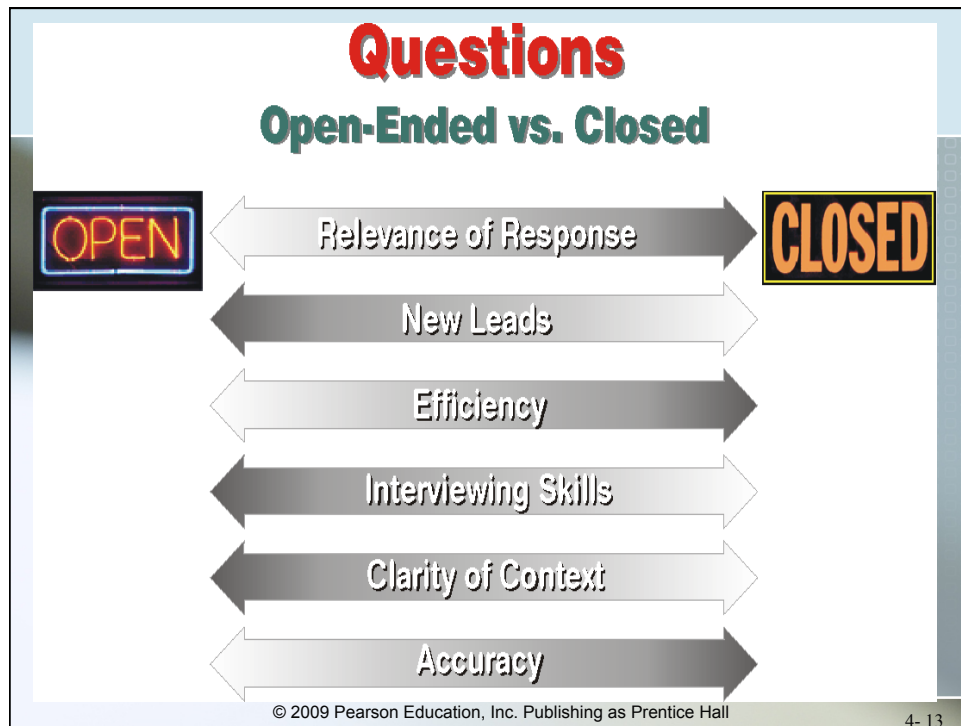 Questions
Open-Ended vs. Closed
OPEN
Relevance of Response
CLOSED
New Leads
Efficiency
Interviewing Skills
Clarity of Context
Accuracy
© 2009 Pearson Education, Inc. Publishing as Prentice Hall
4- 13